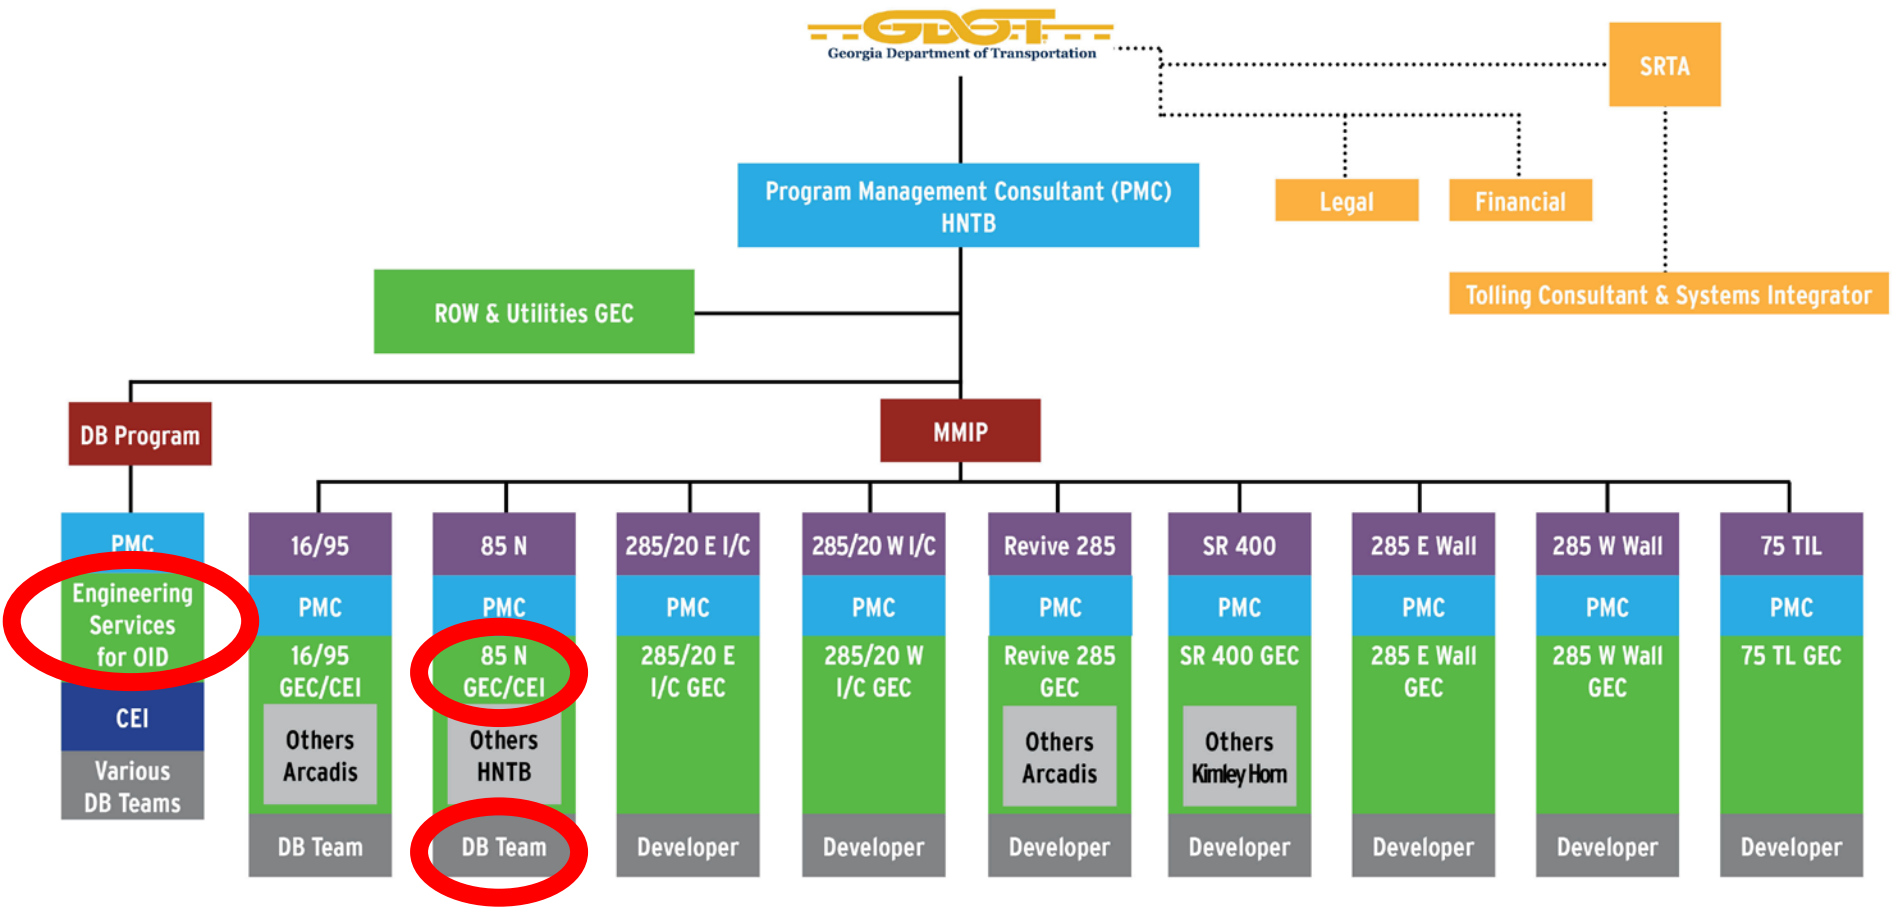 GDOT
Georgia Department of Transportation
SRTA
Program Management Consultant (PMC)
HNTB
Legal
Financial
Tolling Consultant & Systems Integrator
ROW & Utilities GEC
DB Program
MMIP
PMC
Engineering
Services
for OID
CEI
Various
DB Teams
16/95
PMC
16/95
GEC/CEI
Others
Arcadis
DB Team
85 N
PMC
85 N
GEC/CEI
Others
HNTB
DB Team
285/20 E I/C
PMC
285/20 E
I/C GEC
Developer
285/20 W I/C
PMC
285/20 W
I/C GEC
Developer
Revive 285
PMC
Revive 285
GEC
Others
Arcadis
Developer
SR 400
PMC
SR 400 GEC
Others
Kimley Horn
Developer
285 E Wall
PMC
285 E Wall
GEC
Developer
285 W Wall
PMC
285 W Wall
GEC
Developer
75 TIL
PMC
75 TL GEC
Developer